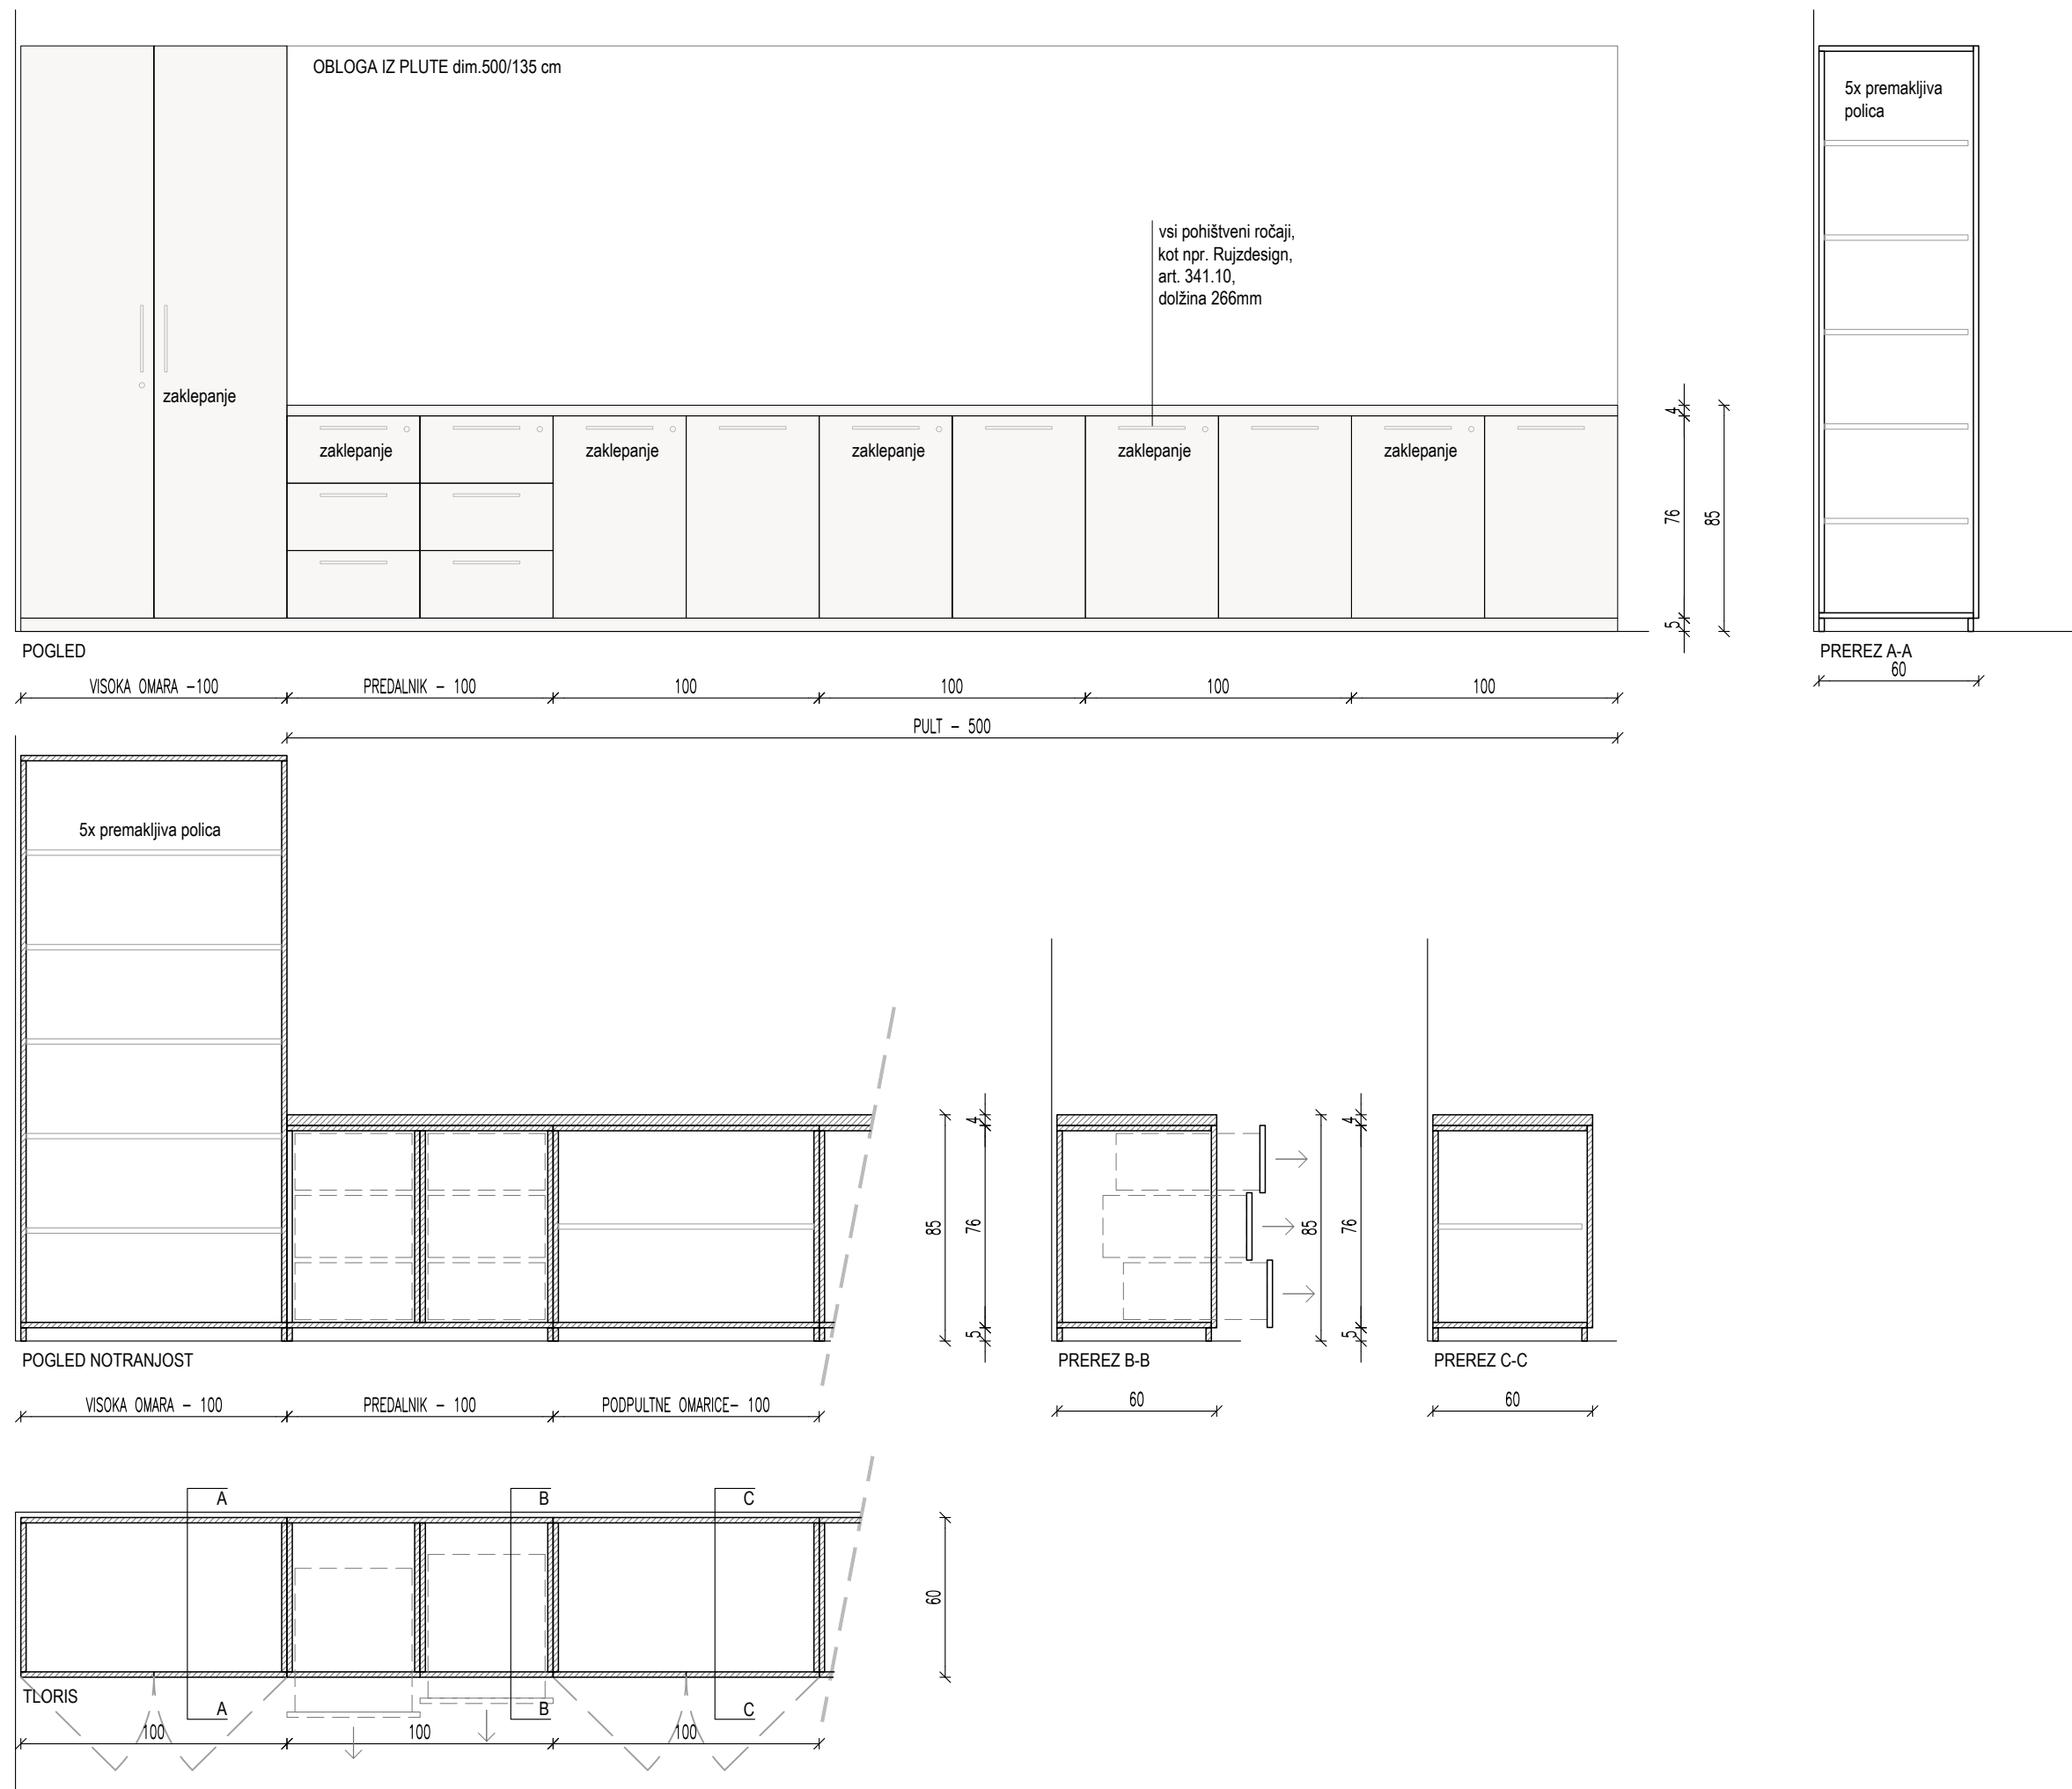 OBLOGA IZ PLUTE dim.500/135 cm
5x premakljiva
polica
vsi pohištveni ročaji,
kot npr. Rujzdesign,
art. 341.10,
dolžina 266mm
zaklepanje
zaklepanje
zaklepanje
zaklepanje
zaklepanje
zaklepanje
4
76
85
5
POGLED
PREREZ A-A
60
VISOKA OMARA -100
PREDALNIK - 100
100
100
100
100
PULT - 500
5x premakljiva polica
85
4
76
5
85
4
76
5
POGLED NOTRANJOST
PREREZ B-B
PREREZ C-C
VISOKA OMARA - 100
PREDALNIK - 100
PODPULTNE OMARICE- 100
60
60
A
B
C
60
TLORIS
A
B
C
100
100
100